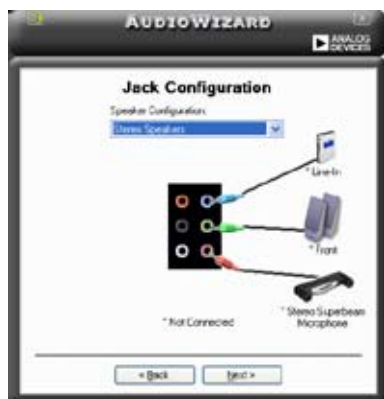 AUDIOWIZARD
ANALOG
DEVICES
Jack Configuration
Speaker Configuration:
Stereo Speakers
* Line-In
* Front
* Stereo Superbeam
Microphone
* Not Connected
< Back
Next >